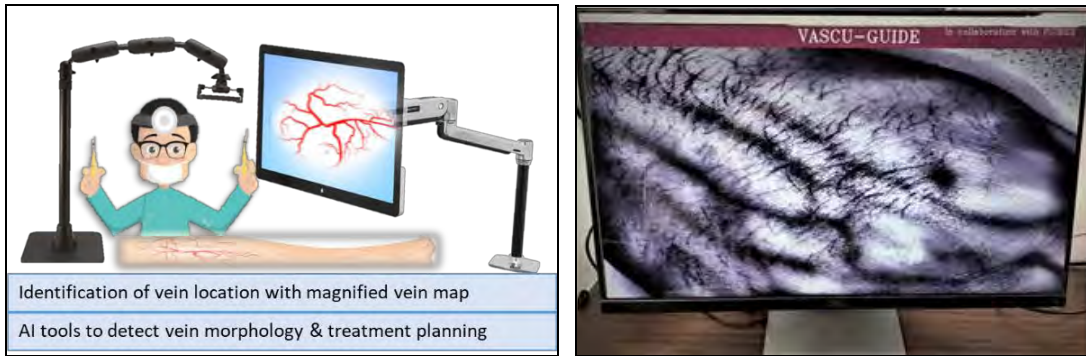 Identification of vein location with magnified vein map
AI tools to detect vein morphology & treatment planning
VASCU-GUIDE
in collaboration with